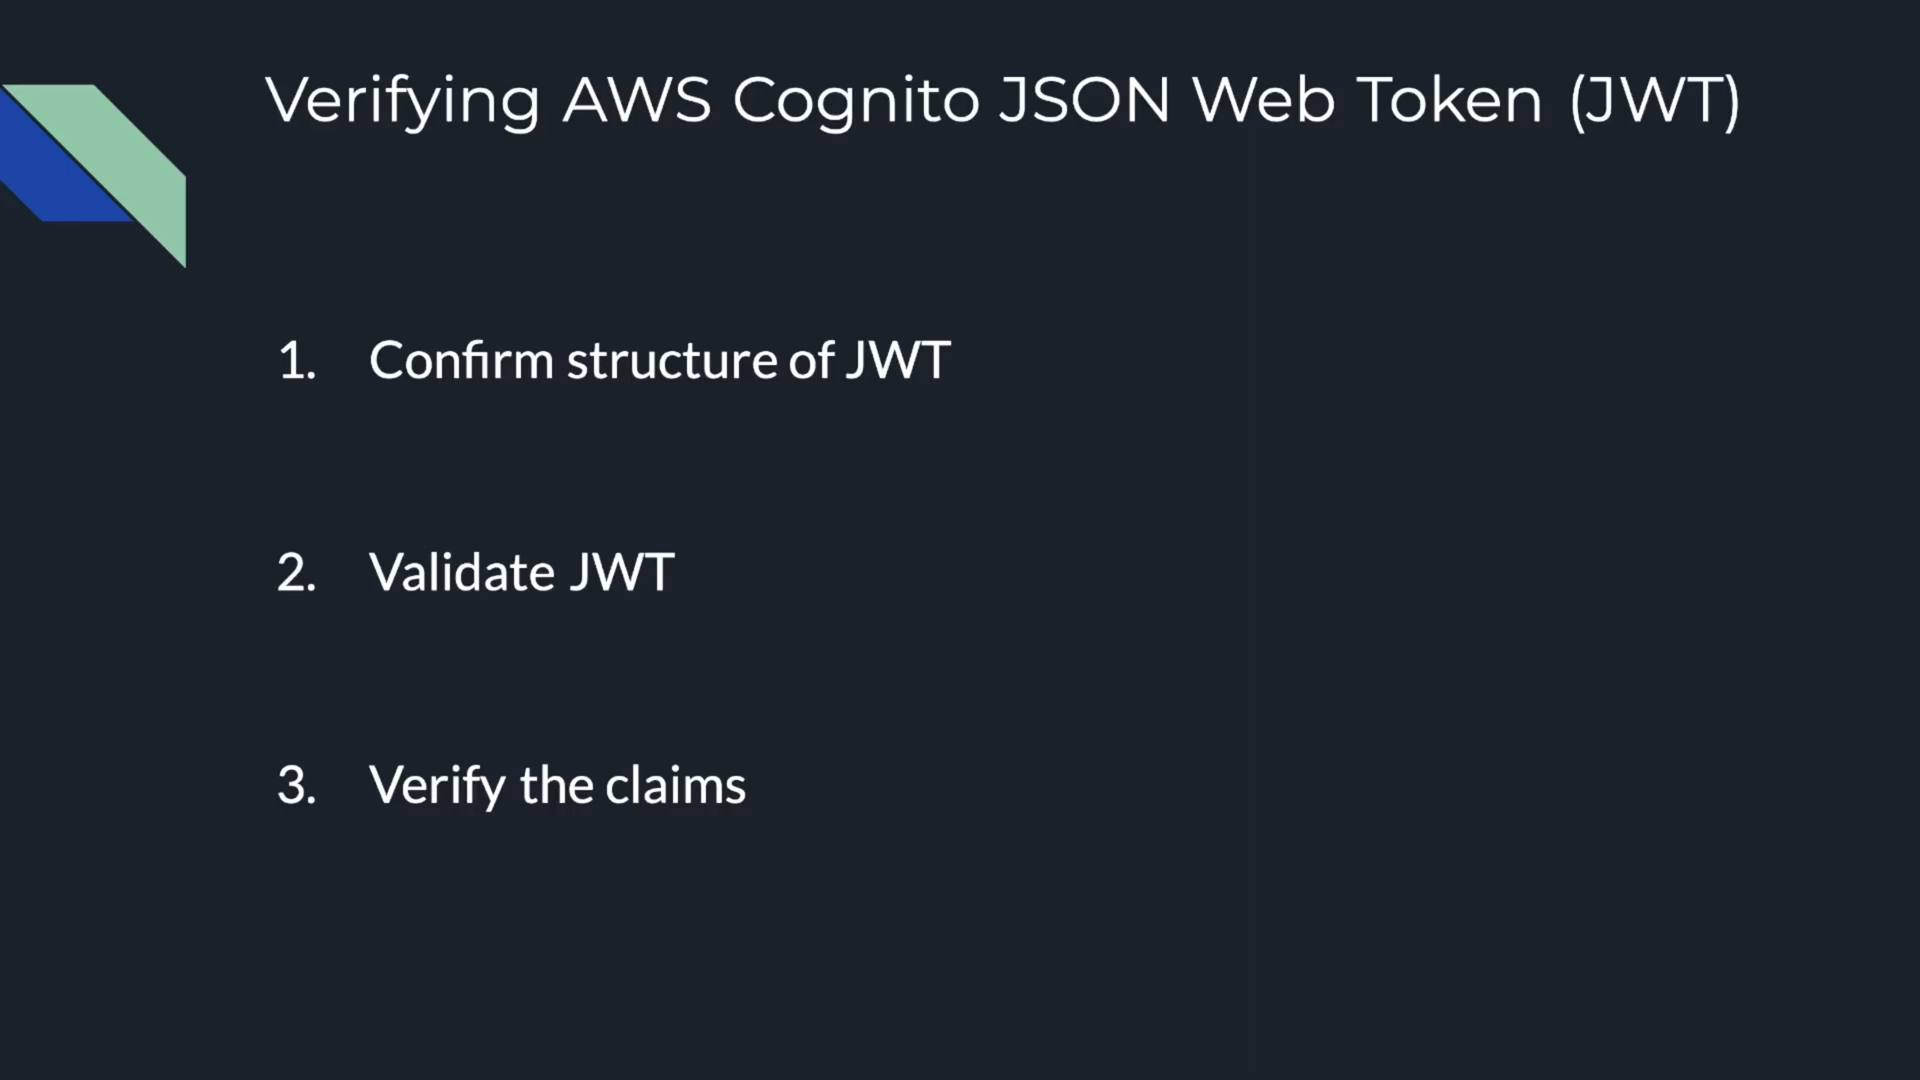 Verifying AWS Cognito JSON Web Token (JWT)
1. Confirm structure of JWT
2. Validate JWT
3. Verify the claims